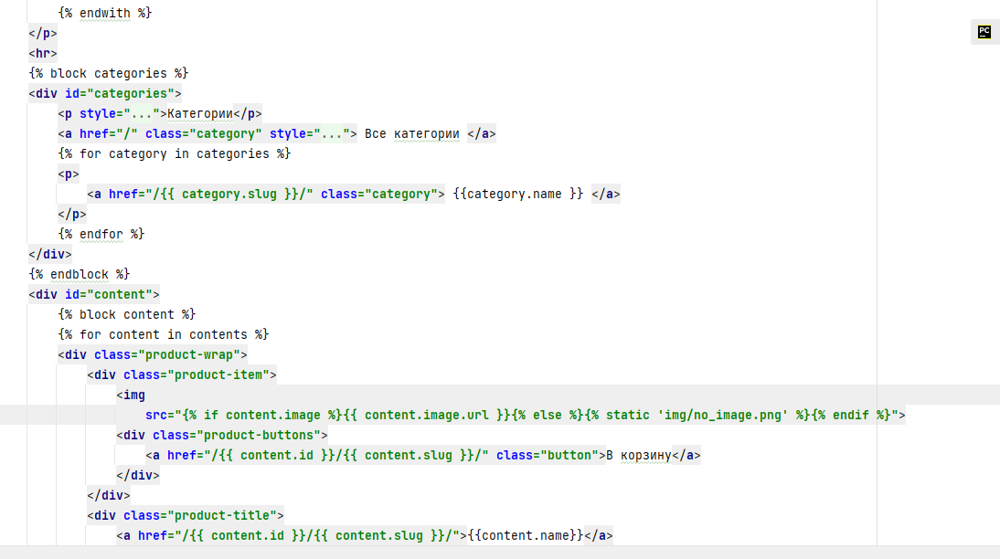 {% endwith %}
</p>
PC
<hr>
{% block categories %}
<div id="categories">
<p style="...">Категории</p>
<a href="/" class="category" style="..."> Все категории </a>
{% for category in categories %}
<p>
<a href="/{{ category.slug }}/" class="category"> {{category.name }} </a>
</p>
{% endfor %}
</div>
{% endblock %}
<div id="content">
{% block content %}
{% for content in contents %}
<div class="product-wrap">
<div class="product-item">
<img
src="{% if content.image %}{{ content.image.url }}{% else %}{% static 'img/no_image.png' %}{% endif %}">
<div class="product-buttons">
<a href="/{{ content.id }}/{{ content.slug }}/" class="button">В корзину</a>
</div>
</div>
<div class="product-title">
<a href="/{{ content.id }}/{{ content.slug }}/">{{content.name}}</a>